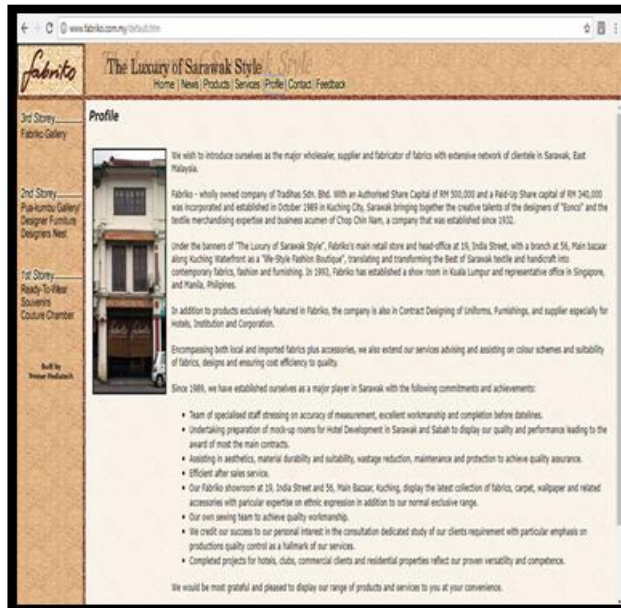 www.fabriko.com.my/default.htm
fabriko
The Luxury of Sarawak Style
Home | News | Products | Services | Profile | Contact Feedback
3rd Storey
Fabriko Gallery
2nd Storey
Pua-kumbu Gallery/
Designer Furniture
Designers Nest
1st Storey
Ready-To-Wear
Souvenirs
Couture Chamber
Built by
Premier Mediatech
Profile
We wish to introduce ourselves as the major wholesaler, supplier and fabricator of fabrics with extensive network of clientele in Sarawak, East
Malaysia.
Fabriko - wholly owned company of Tradihas Sdn. Bhd. With an Authorised Share Capital of RM 500,000 and a Paid-Up Share capital of RM 340,000
was incorporated and established in October 1989 in Kuching City, Sarawak bringing together the creative talents of the designers of "Eonco" and the
textile merchandising expertise and business acumen of Chop Chin Nam, a company that was established since 1932.
Under the banners of "The Luxury of Sarawak Style", Fabriko's main retail store and head-office at 19, India Street, with a branch at 56, Main bazaar
along Kuching Waterfront as a "life-Style-Fashion Boutique", translating and transforming the Best of Sarawak textile and handicraft into
contemporary fabrics, fashion and furnishing. In 1993, Fabriko has established a show room in Kuala Lumpur and representative office in Singapore,
and Manila, Philipines.
In addition to products exclusively featured in Fabriko, the company is also in Contract Designing of Uniforms, Furnishings, and supplier especially for
Hotels, Institution and Corporation.
Encompassing both local and imported fabrics plus accessories, we also extend our services advising and assisting on colour schemes and suitability
of fabrics, designs and ensuring cost efficiency to quality.
Since 1989, we have established ourselves as a major player in Sarawak with the following commitments and achievements:
Team of specialised staff stressing on accuracy of measurement, excellent workmanship and completion before datelines.
Undertaking preparation of mock-up rooms for Hotel Development in Sarawak and Sabah to display our quality and performance leading to the
award of most the main contracts.
Assisting in aesthetics, material durability and suitability, wastage reduction, maintenance and protection to achieve quality assurance.
Efficient after sales service.
Our Fabriko showroom at 19, India Street and 56, Main Bazaar, Kuching, display the latest collection of fabrics, carpet, wallpaper and related
accessories with paricular expertise on ethnic expression in addition to our normal exclusive range.
Our own sewing team to achieve quality workmanship.
We credit our success to our personal interest in the consultation dedicated study of our clients requirement with particular emphasis on
productions quality control as a hallmark of our services.
Completed projects for hotels, clubs, commercial clients and residential properties reflect our proven versatility and competence.
We would be most grateful and pleased to display our range of products and services to you at your convenience.